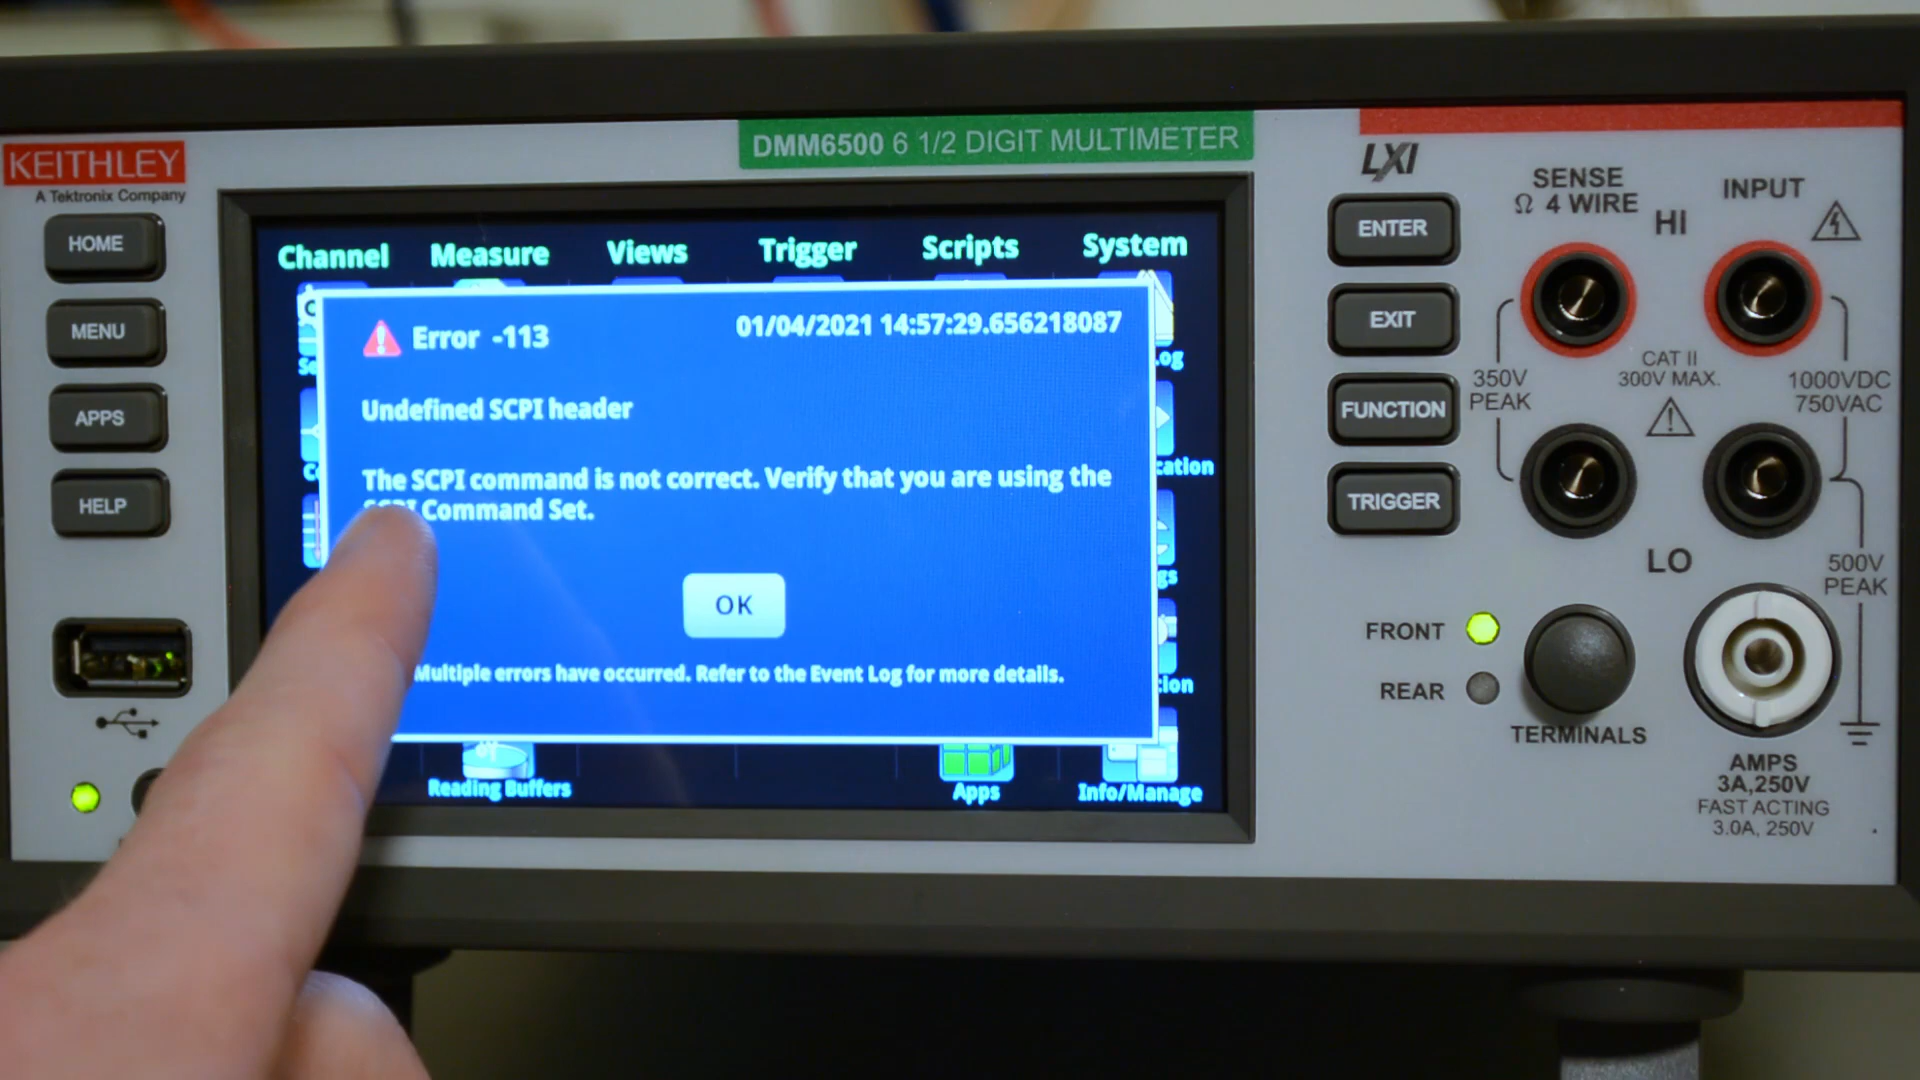 KEITHLEY
A Tektronix Company
DMM6500 6 1/2 DIGIT MULTIMETER
LXI
HOME
MENU
APPS
HELP
Channel Measure Views Trigger Scripts System
Error -113 01/04/2021 14:57:29.656218087
Undefined SCPI header
The SCPI command is not correct. Verify that you are using the
SCPI Command Set.
OK
Multiple errors have occurred. Refer to the Event Log for more details.
Reading Buffers
Apps
Info/Manage
ENTER
EXIT
FUNCTION
TRIGGER
SENSE
Ω 4 WIRE
HI
INPUT
350V
PEAK
CAT II
300V MAX.
1000VDC
750VAC
LO
500V
PEAK
FRONT
REAR
TERMINALS
AMPS
3A,250V
FAST ACTING
3.0A, 250V